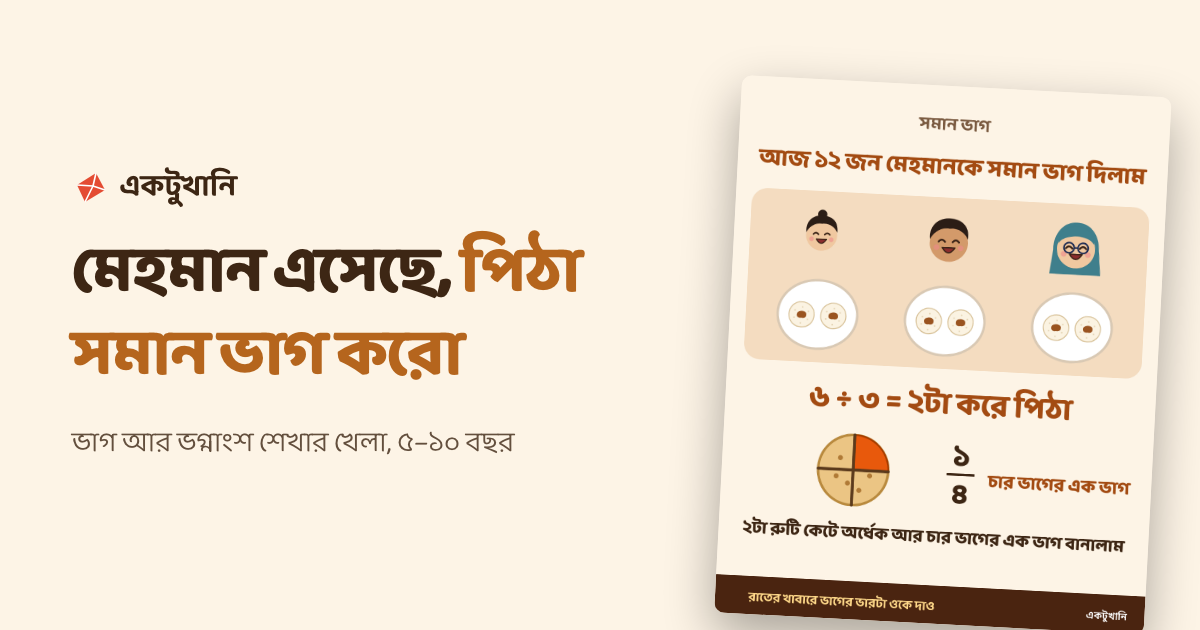 একটুখানি
মেহমান এসেছে, পিঠা
সমান ভাগ করো
ভাগ আর ভগ্নাংশ শেখার খেলা, ৫–১০ বছর
সমান ভাগ
আজ ১২ জন মেহমানকে সমান ভাগ দিলাম
৬ ÷ ৩ = ২টা করে পিঠা
১
৪
চার ভাগের এক ভাগ
২টা রুটি কেটে অর্ধেক আর চার ভাগের এক ভাগ বানালাম
রাতের খাবারে ভাগের ভারটা ওকে দাও
একটুখানি